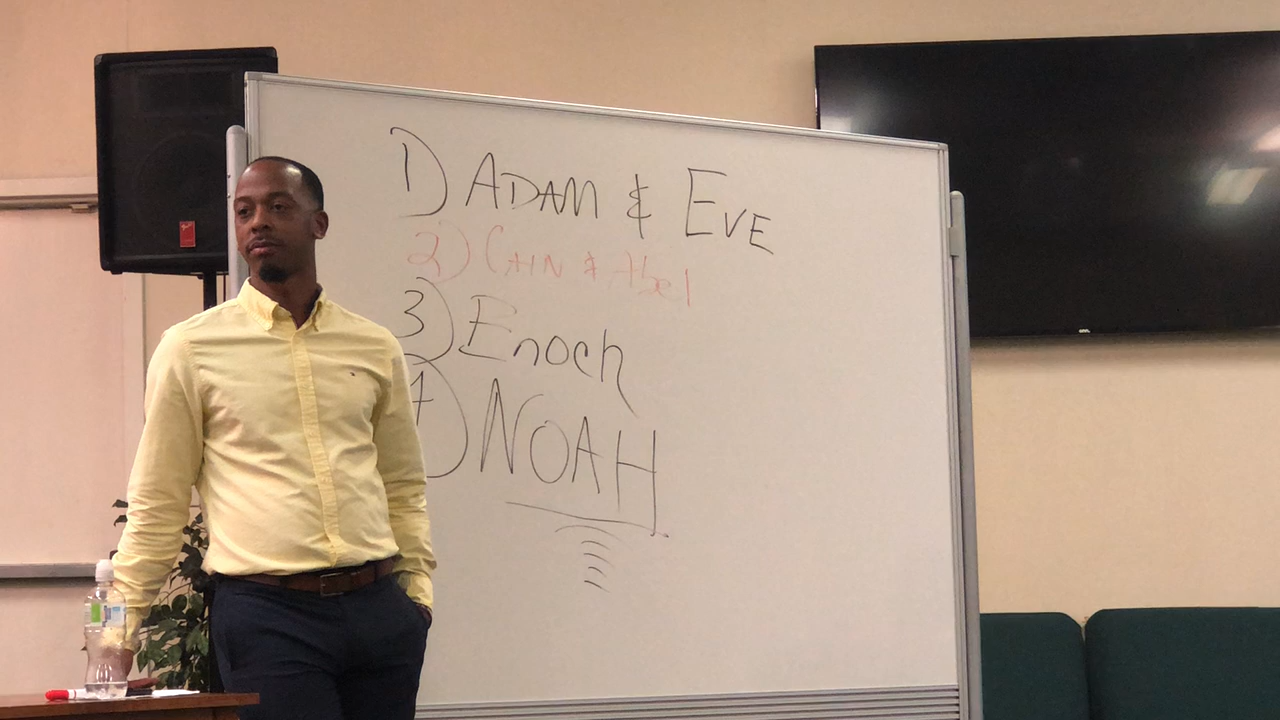 1) ADAM & EVE
2) CAIN & Abel
3) Enoch
4) NOAH